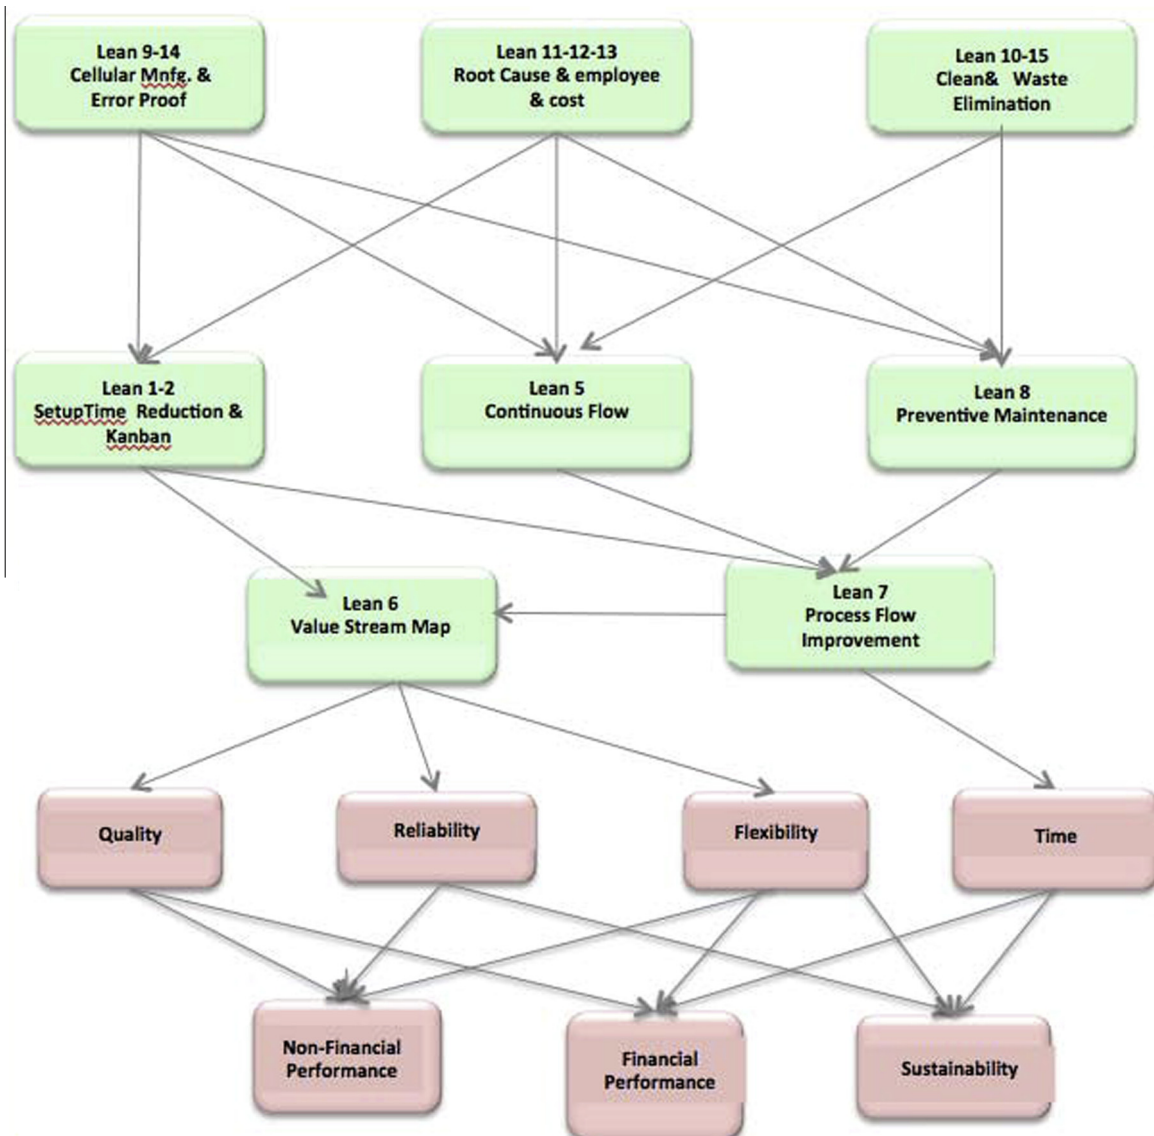 Lean 9-14
Cellular Mnfg. &
Error Proof
Lean 11-12-13
Root Cause & employee
& cost
Lean 10-15
Clean& Waste
Elimination
Lean 1-2
SetupTime Reduction &
Kanban
Lean 5
Continuous Flow
Lean 8
Preventive Maintenance
Lean 6
Value Stream Map
Lean 7
Process Flow
Improvement
Quality
Reliability
Flexibility
Time
Non-Financial
Performance
Financial
Performance
Sustainability